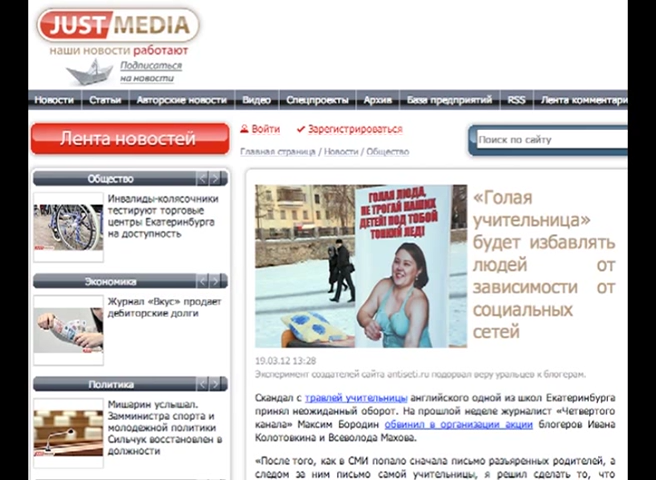 JUST MEDIA
наши новости работают
Подписаться
на новости
Новости
Статьи
Авторские новости
Видео
Спецпроекты
Архив
База предприятий
RSS
Лента комментари
Лента новостей
Войти
Зарегистрироваться
Поиск по сайту
Главная страница / Новости / Общество
Общество
Инвалиды-колясочники
тестируют торговые
центры Екатеринбурга
на доступность
Экономика
Журнал «Вкус» продает
дебиторские долги
Политика
Мишарин услышал.
Замминистра спорта и
молодежной политики
Сильчук восстановлен в
должности
ГОЛАЯ ЛЮДА,
НЕ ТРОГАЙ НАШИХ
ДЕТЕЙ! ПОД ТОБОЙ
ТОНКИЙ ЛЕД!
«Голая
учительница»
будет избавлять
людей от
зависимости от
социальных
сетей
19.03.12 13:28
Эксперимент создателей сайта antiseti.ru подорвал веру уральцев к блогерам.
Скандал с травлей учительницы английского одной из школ Екатеринбурга
принял неожиданный оборот. На прошлой неделе журналист «Четвертого
канала» Максим Бородин обвинил в организации акции блогеров Ивана
Колотовкина и Всеволода Махова.
«После того, как в СМИ попало сначала письмо разъяренных родителей, а
следом за ним письмо самой учительницы, я решил сделать то, что